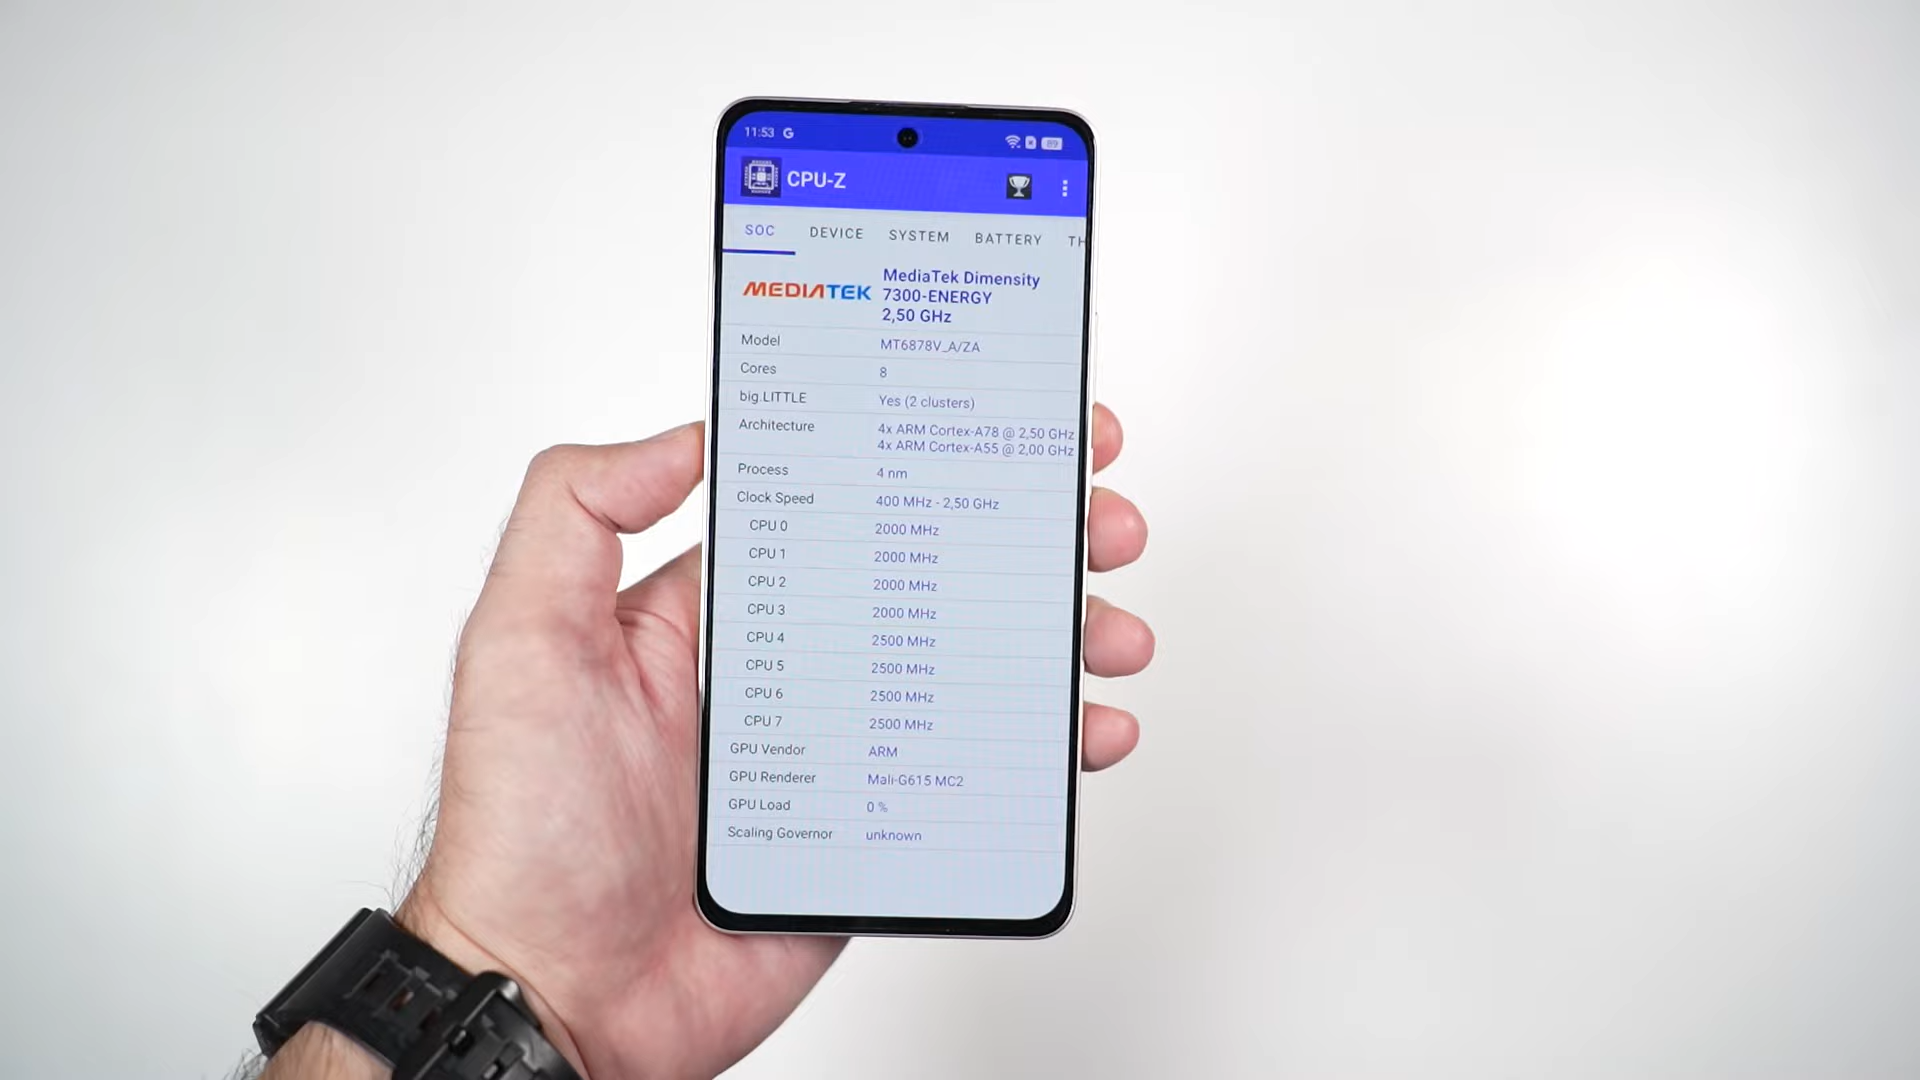 11:53 G 89
CPU-Z
SOC DEVICE SYSTEM BATTERY TH
MEDIATEK
MediaTek Dimensity
7300-ENERGY
2,50 GHz
Model MT6878V_A/ZA
Cores 8
big.LITTLE Yes (2 clusters)
Architecture 4x ARM Cortex-A78 @ 2,50 GHz
4x ARM Cortex-A55 @ 2,00 GHz
Process 4 nm
Clock Speed 400 MHz - 2,50 GHz
CPU 0 2000 MHz
CPU 1 2000 MHz
CPU 2 2000 MHz
CPU 3 2000 MHz
CPU 4 2500 MHz
CPU 5 2500 MHz
CPU 6 2500 MHz
CPU 7 2500 MHz
GPU Vendor ARM
GPU Renderer Mali-G615 MC2
GPU Load 0 %
Scaling Governor unknown